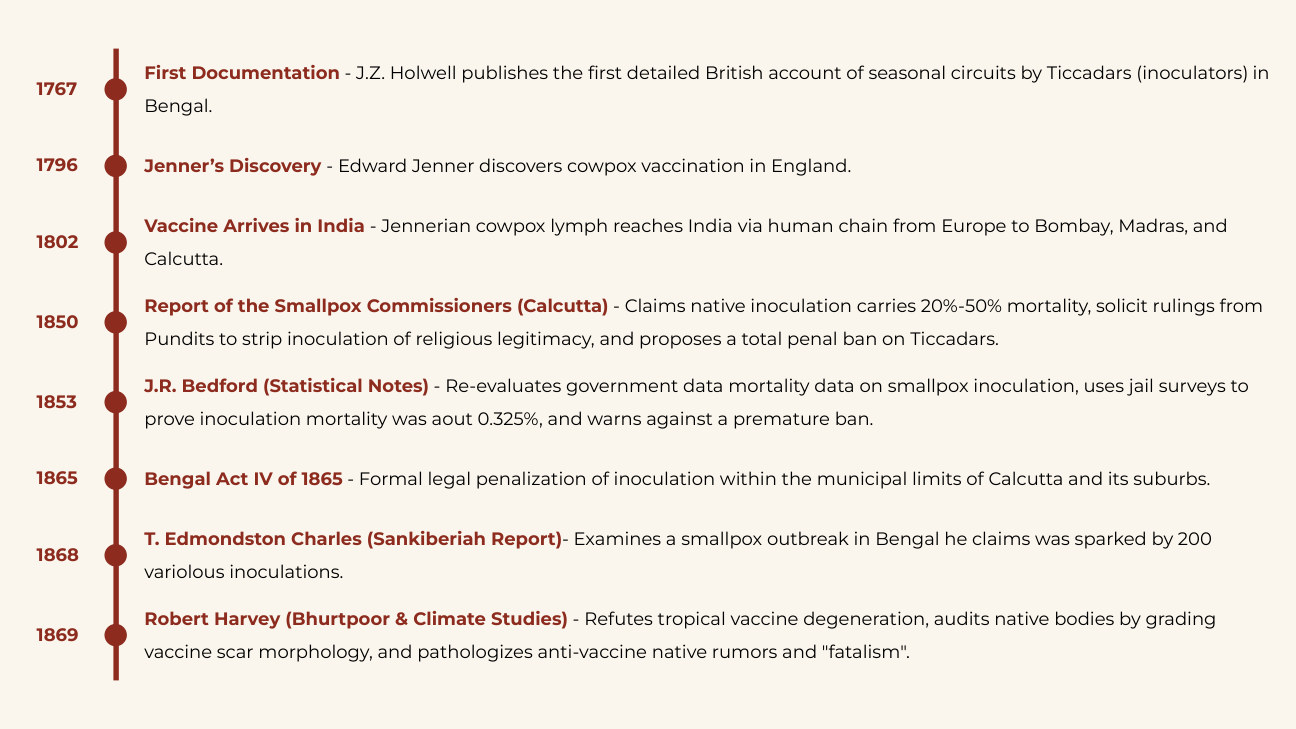 1767
First Documentation - J.Z. Holwell publishes the first detailed British account of seasonal circuits by Ticcadars (inoculators) in
Bengal.
1796
Jenner’s Discovery - Edward Jenner discovers cowpox vaccination in England.
1802
Vaccine Arrives in India - Jennerian cowpox lymph reaches India via human chain from Europe to Bombay, Madras, and
Calcutta.
1850
Report of the Smallpox Commissioners (Calcutta) - Claims native inoculation carries 20%-50% mortality, solicit rulings from
Pundits to strip inoculation of religious legitimacy, and proposes a total penal ban on Ticcadars.
1853
J.R. Bedford (Statistical Notes) - Re-evaluates government data mortality data on smallpox inoculation, uses jail surveys to
prove inoculation mortality was aout 0.325%, and warns against a premature ban.
1865
Bengal Act IV of 1865 - Formal legal penalization of inoculation within the municipal limits of Calcutta and its suburbs.
1868
T. Edmondston Charles (Sankiberiah Report)- Examines a smallpox outbreak in Bengal he claims was sparked by 200
variolous inoculations.
1869
Robert Harvey (Bhurtpoor & Climate Studies) - Refutes tropical vaccine degeneration, audits native bodies by grading
vaccine scar morphology, and pathologizes anti-vaccine native rumors and "fatalism".